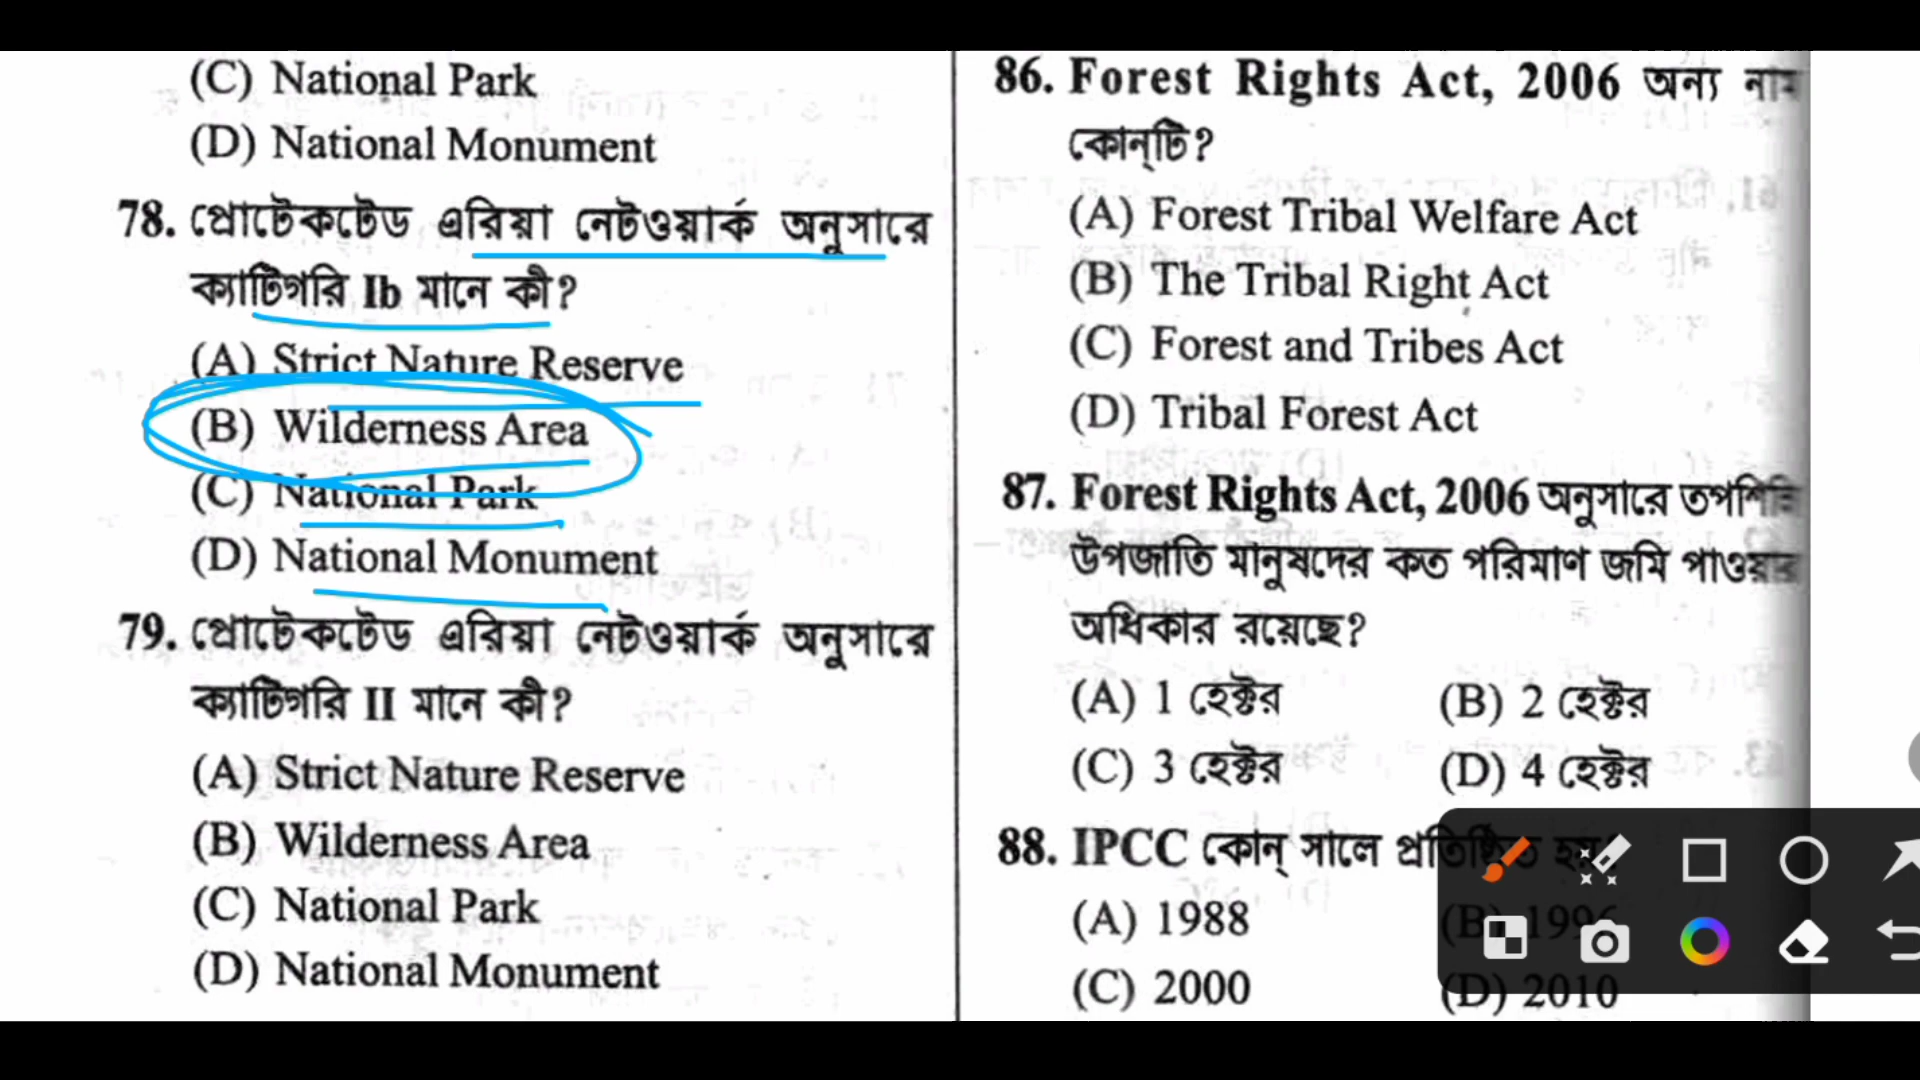 (C) National Park
(D) National Monument
78. প্রোটেকটেড এরিয়া নেটওয়ার্ক অনুসারে
ক্যাটিগরি Ib মানে কী?
(A) Strict Nature Reserve
(B) Wilderness Area
(C) National Park
(D) National Monument
79. প্রোটেকটেড এরিয়া নেটওয়ার্ক অনুসারে
ক্যাটিগরি II মানে কী?
(A) Strict Nature Reserve
(B) Wilderness Area
(C) National Park
(D) National Monument
86. Forest Rights Act, 2006 অন্য নাম
কোন্‌টি?
(A) Forest Tribal Welfare Act
(B) The Tribal Right Act
(C) Forest and Tribes Act
(D) Tribal Forest Act
87. Forest Rights Act, 2006 অনুসারে তপশিলি
উপজাতি মানুষদের কত পরিমাণ জমি পাওয়ার
অধিকার রয়েছে?
(A) 1 হেক্টর (B) 2 হেক্টর
(C) 3 হেক্টর (D) 4 হেক্টর
88. IPCC কোন্ সালে প্রতিষ্ঠিত হয়?
(A) 1988 (B) 1996
(C) 2000 (D) 2010